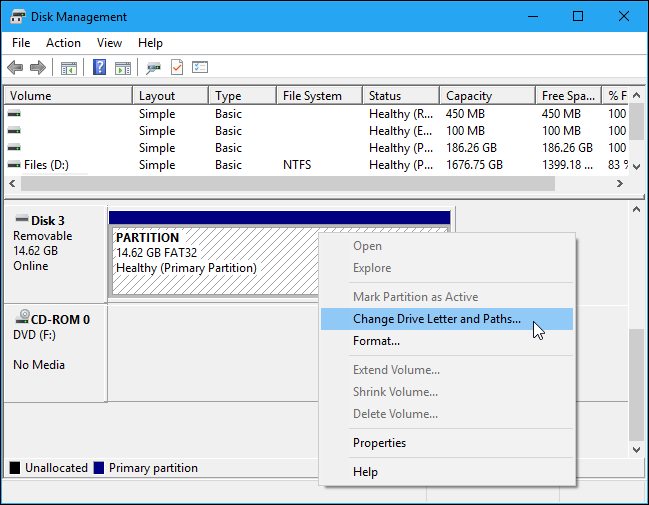 Disk Management
File Action View Help
Volume Layout Type File System Status Capacity Free Spa... % F
Simple Basic Healthy (R... 450 MB 450 MB 100
Simple Basic Healthy (E... 100 MB 100 MB 100
Simple Basic Healthy (P... 186.26 GB 186.26 GB 100
Files (D:) Simple Basic NTFS Healthy (P... 1676.75 GB 1399.18 ... 83 %
Disk 3
Removable
14.62 GB
Online
PARTITION
14.62 GB FAT32
Healthy (Primary Partition)
CD-ROM 0
DVD (F:)
No Media
Open
Explore
Mark Partition as Active
Change Drive Letter and Paths...
Format...
Extend Volume...
Shrink Volume...
Delete Volume...
Properties
Help
Unallocated Primary partition